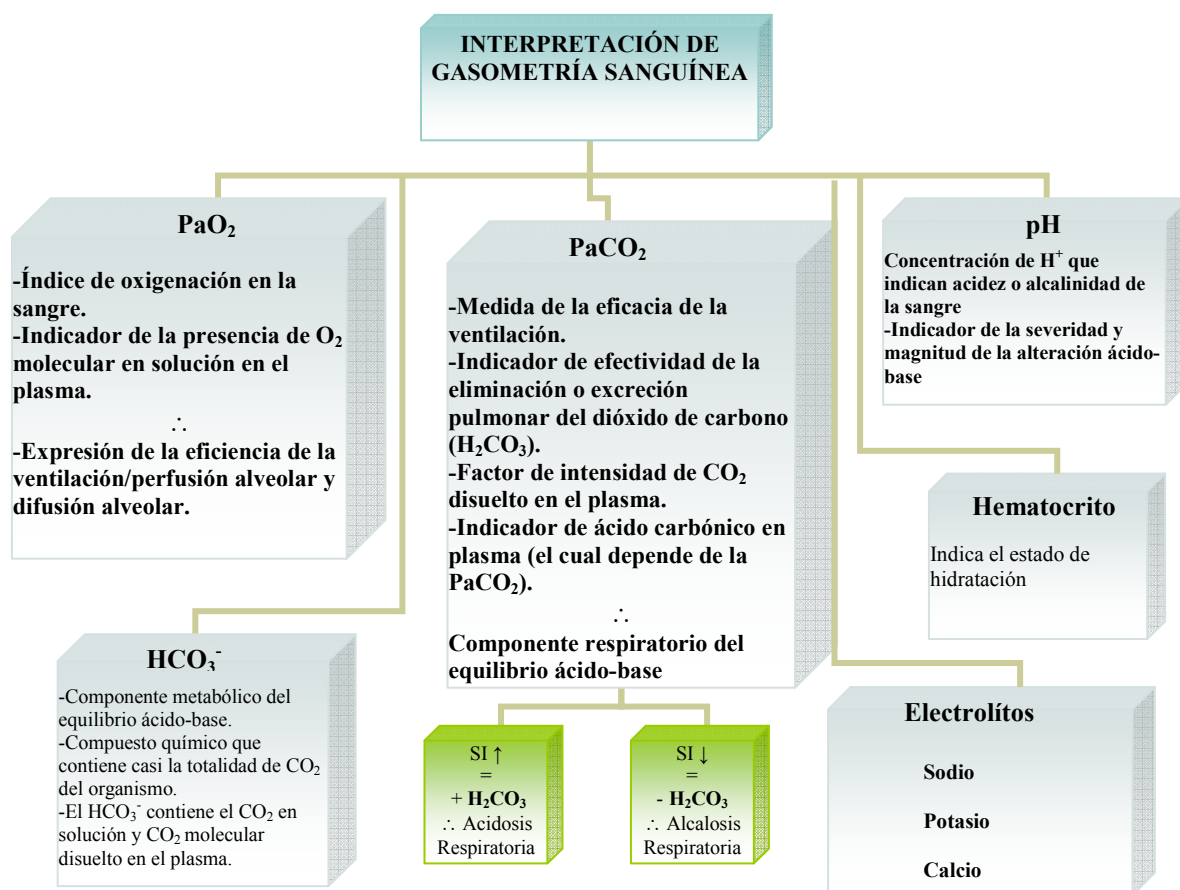 INTERPRETACIÓN DE
GASOMETRÍA SANGUÍNEA
PaO₂
-Índice de oxigenación en la
sangre.
-Indicador de la presencia de O₂
molecular en solución en el
plasma.
∴
-Expresión de la eficiencia de la
ventilación/perfusión alveolar y
difusión alveolar.
PaCO₂
-Medida de la eficacia de la
ventilación.
-Indicador de efectividad de la
eliminación o excreción
pulmonar del dióxido de carbono
(H₂CO₃).
-Factor de intensidad de CO₂
disuelto en el plasma.
-Indicador de ácido carbónico en
plasma (el cual depende de la
PaCO₂).
∴
Componente respiratorio del
equilibrio ácido-base
pH
Concentración de H⁺ que
indican acidez o alcalinidad de
la sangre
-Indicador de la severidad y
magnitud de la alteración ácido-
base
Hematocrito
Indica el estado de
hidratación
HCO₃⁻
-Componente metabólico del
equilibrio ácido-base.
-Compuesto químico que
contiene casi la totalidad de CO₂
del organismo.
-El HCO₃⁻ contiene el CO₂ en
solución y CO₂ molecular
disuelto en el plasma.
SI ↑
=
+ H₂CO₃
∴ Acidosis
Respiratoria
SI ↓
=
- H₂CO₃
∴ Alcalosis
Respiratoria
Electrolítos
Sodio
Potasio
Calcio